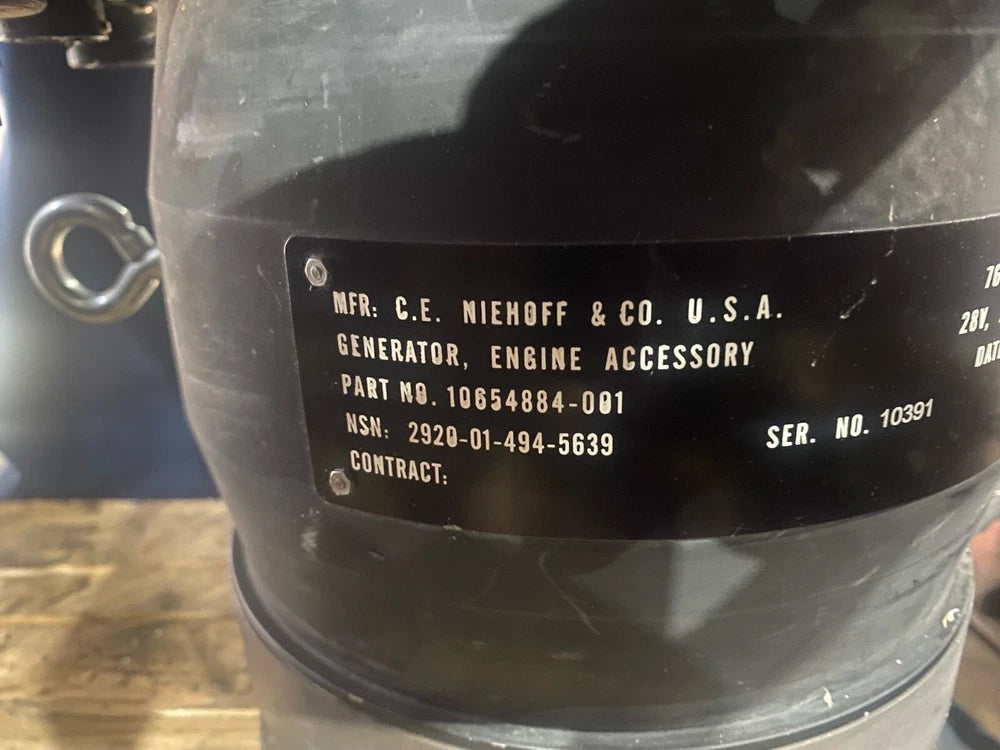 MFR: C.E. NIEHOFF & CO. U.S.A.
GENERATOR, ENGINE ACCESSORY
PART NO. 10654884-001
NSN: 2920-01-494-5639
CONTRACT:
28V,
SER. NO. 10391